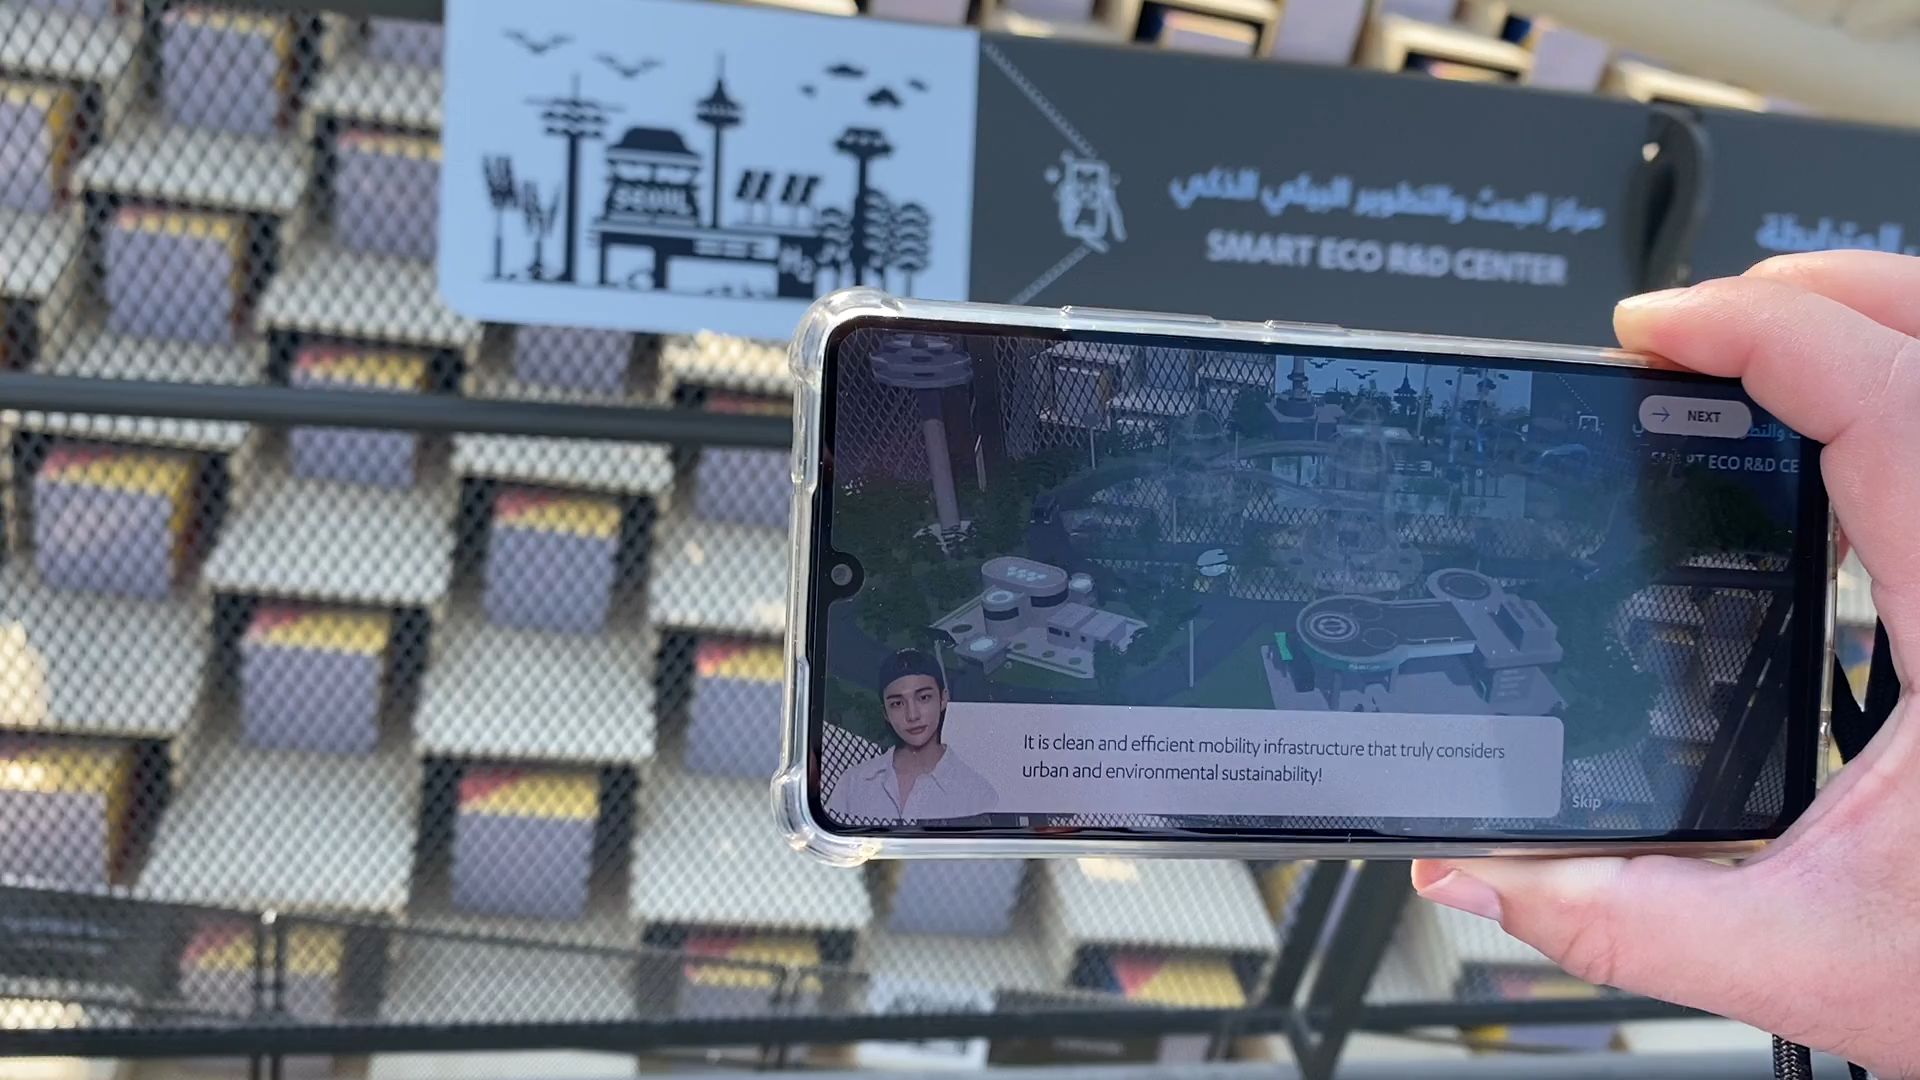 SEOUL
H2
مركز البحث والتطوير البيئي الذكي
SMART ECO R&D CENTER
NEXT
ECO R&D CE
It is clean and efficient mobility infrastructure that truly considers
urban and environmental sustainability!
Skip